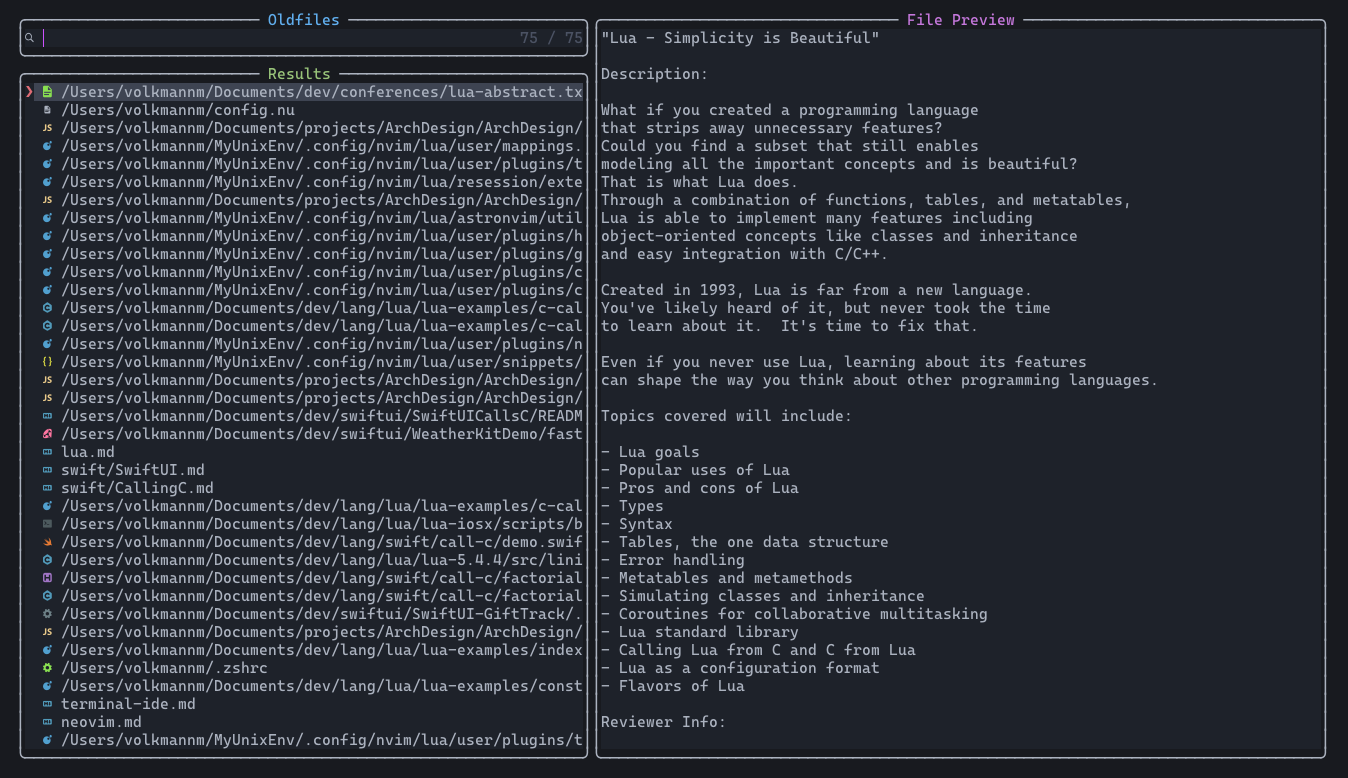 Oldfiles
75 / 75
Results
❯ /Users/volkmannm/Documents/dev/conferences/lua-abstract.tx
/Users/volkmannm/config.nu
JS /Users/volkmannm/Documents/projects/ArchDesign/ArchDesign/
/Users/volkmannm/MyUnixEnv/.config/nvim/lua/user/mappings.
/Users/volkmannm/MyUnixEnv/.config/nvim/lua/user/plugins/t
/Users/volkmannm/MyUnixEnv/.config/nvim/lua/resession/exte
JS /Users/volkmannm/Documents/projects/ArchDesign/ArchDesign/
/Users/volkmannm/MyUnixEnv/.config/nvim/lua/astronvim/util
/Users/volkmannm/MyUnixEnv/.config/nvim/lua/user/plugins/h
/Users/volkmannm/MyUnixEnv/.config/nvim/lua/user/plugins/g
/Users/volkmannm/MyUnixEnv/.config/nvim/lua/user/plugins/c
/Users/volkmannm/MyUnixEnv/.config/nvim/lua/user/plugins/c
/Users/volkmannm/Documents/dev/lang/lua/lua-examples/c-cal
/Users/volkmannm/Documents/dev/lang/lua/lua-examples/c-cal
/Users/volkmannm/MyUnixEnv/.config/nvim/lua/user/plugins/n
{} /Users/volkmannm/MyUnixEnv/.config/nvim/lua/user/snippets/
JS /Users/volkmannm/Documents/projects/ArchDesign/ArchDesign/
JS /Users/volkmannm/Documents/projects/ArchDesign/ArchDesign/
/Users/volkmannm/Documents/dev/swiftui/SwiftUICallsC/READM
/Users/volkmannm/Documents/dev/swiftui/WeatherKitDemo/fast
lua.md
swift/SwiftUI.md
swift/CallingC.md
/Users/volkmannm/Documents/dev/lang/lua/lua-examples/c-cal
/Users/volkmannm/Documents/dev/lang/lua/lua-iosx/scripts/b
/Users/volkmannm/Documents/dev/lang/swift/call-c/demo.swif
/Users/volkmannm/Documents/dev/lang/lua/lua-5.4.4/src/lini
/Users/volkmannm/Documents/dev/lang/swift/call-c/factorial
/Users/volkmannm/Documents/dev/lang/swift/call-c/factorial
/Users/volkmannm/Documents/dev/swiftui/SwiftUI-GiftTrack/.
JS /Users/volkmannm/Documents/projects/ArchDesign/ArchDesign/
/Users/volkmannm/Documents/dev/lang/lua/lua-examples/index
/Users/volkmannm/.zshrc
/Users/volkmannm/Documents/dev/lang/lua/lua-examples/const
terminal-ide.md
neovim.md
/Users/volkmannm/MyUnixEnv/.config/nvim/lua/user/plugins/t
File Preview
"Lua - Simplicity is Beautiful"
Description:
What if you created a programming language
that strips away unnecessary features?
Could you find a subset that still enables
modeling all the important concepts and is beautiful?
That is what Lua does.
Through a combination of functions, tables, and metatables,
Lua is able to implement many features including
object-oriented concepts like classes and inheritance
and easy integration with C/C++.
Created in 1993, Lua is far from a new language.
You've likely heard of it, but never took the time
to learn about it.  It's time to fix that.
Even if you never use Lua, learning about its features
can shape the way you think about other programming languages.
Topics covered will include:
- Lua goals
- Popular uses of Lua
- Pros and cons of Lua
- Types
- Syntax
- Tables, the one data structure
- Error handling
- Metatables and metamethods
- Simulating classes and inheritance
- Coroutines for collaborative multitasking
- Lua standard library
- Calling Lua from C and C from Lua
- Lua as a configuration format
- Flavors of Lua
Reviewer Info: